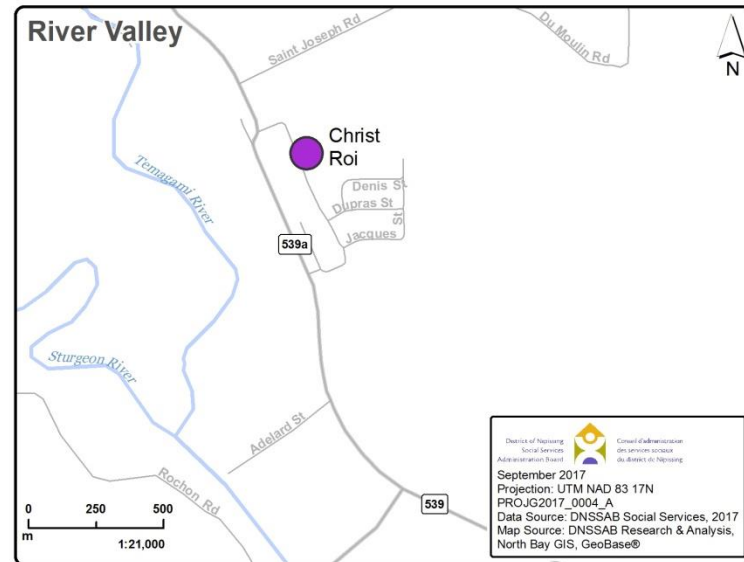 River Valley
Saint Joseph Rd
Du Moulin Rd
N
Christ
Roi
Temagami River
Denis St
Dupras St
Jacques St
539a
Sturgeon River
Adelard St
Rochon Rd
539
0 250 500
m
1:21,000
District of Nipissing
Social Services
Administration Board
Conseil d'administration
des services sociaux
du district de Nipissing
September 2017
Projection: UTM NAD 83 17N
PROJG2017_0004_A
Data Source: DNSSAB Social Services, 2017
Map Source: DNSSAB Research & Analysis,
North Bay GIS, GeoBase®